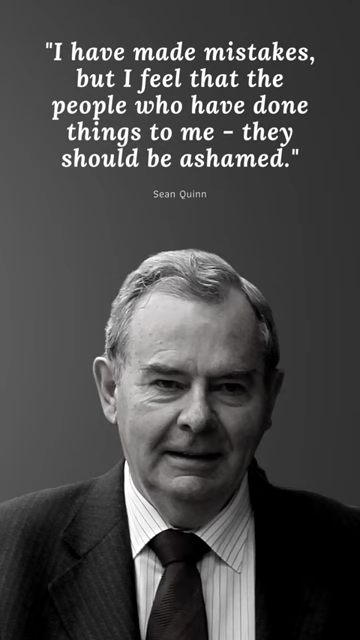 "I have made mistakes,
but I feel that the
people who have done
things to me - they
should be ashamed."
Sean Quinn